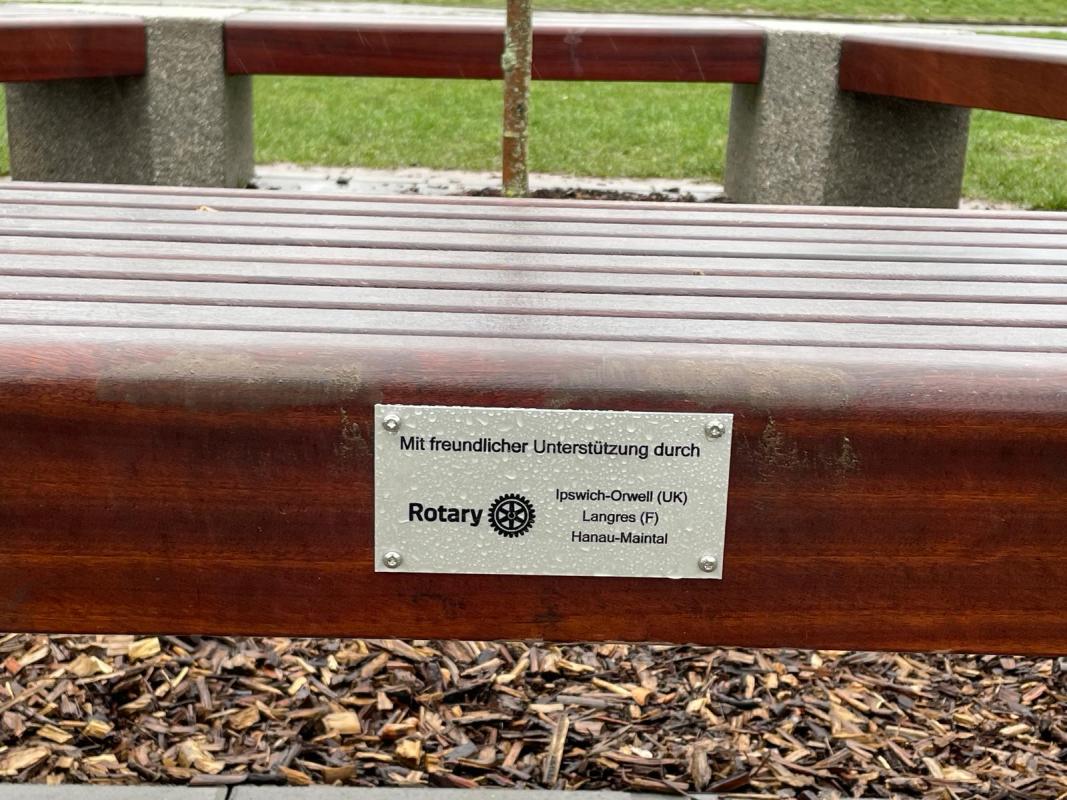 Mit freundlicher Unterstützung durch
Rotary
Ipswich-Orwell (UK)
Langres (F)
Hanau-Maintal